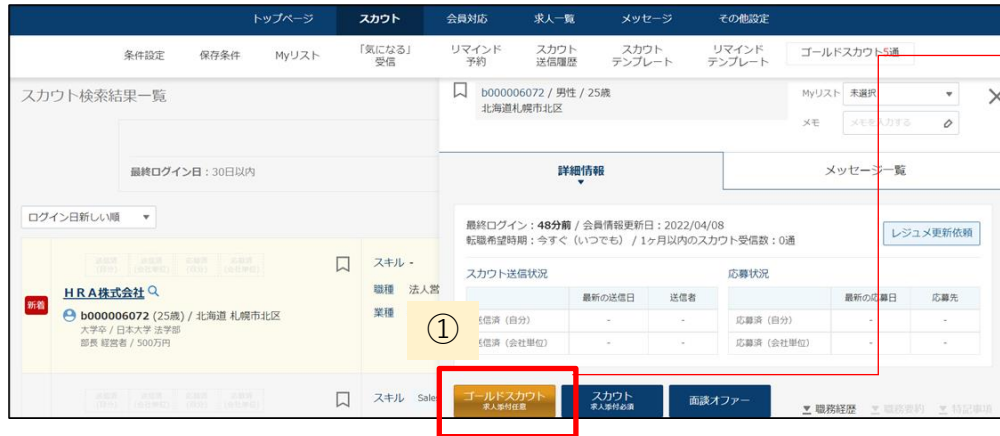 トップページ スカウト 会員対応 求人一覧 メッセージ その他設定
条件設定 保存条件 Myリスト 「気になる」受信 リマインド予約 スカウト送信履歴 スカウトテンプレート リマインドテンプレート ゴールドスカウト5通
スカウト検索結果一覧
最終ログイン日：30日以内
ログイン日新しい順
新着
HRA株式会社
b000006072 (25歳) / 北海道 札幌市北区
大学卒 / 日本大学 法学部
部長 経営者 / 500万円
スキル -
職種 法人営
業種
スキル Sale
b000006072 / 男性 / 25歳
北海道札幌市北区
Myリスト 未選択
メモ メモを入力する
詳細情報
メッセージ一覧
最終ログイン：48分前 / 会員情報更新日：2022/04/08
転職希望時期：今すぐ（いつでも） / 1ヶ月以内のスカウト受信数：0通
レジュメ更新依頼
スカウト送信状況
最新の送信日 送信者
送信済（自分） - -
送信済（会社単位） - -
応募状況
最新の応募日 応募先
応募済（自分） - -
応募済（会社単位） - -
①
ゴールドスカウト
求人添付任意
スカウト
求人添付必須
面談オファー
職務経歴 職務要約 特記事項